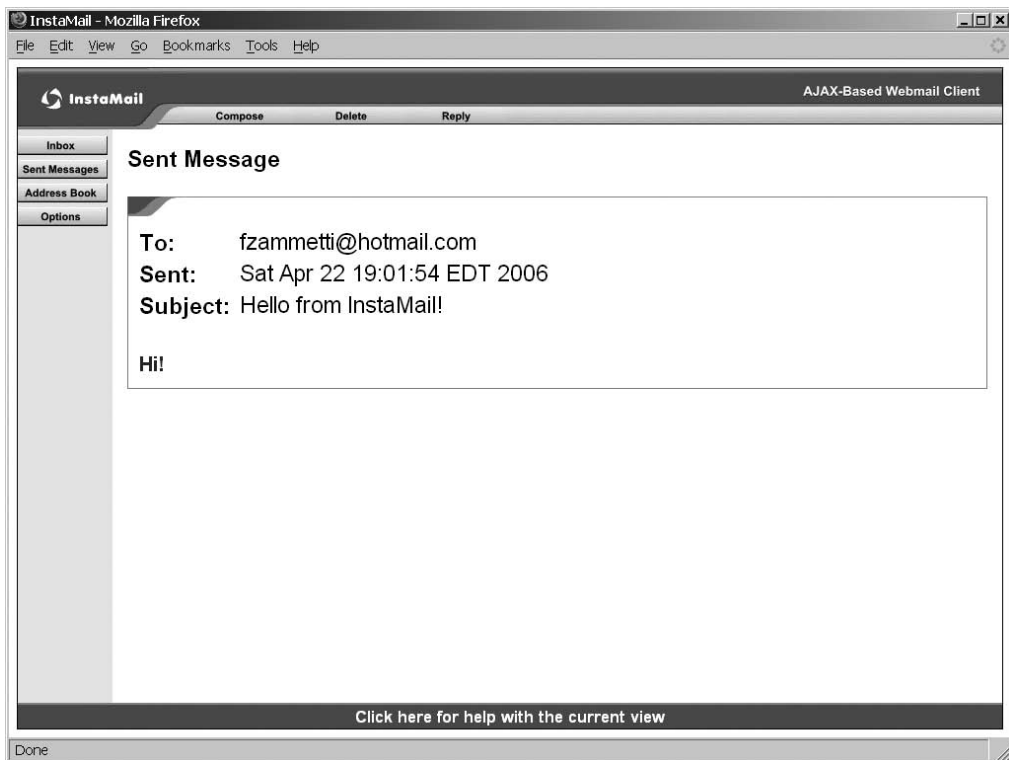 InstaMail - Mozilla Firefox
File Edit View Go Bookmarks Tools Help
InstaMail
AJAX-Based Webmail Client
Compose Delete Reply
Inbox
Sent Messages
Address Book
Options
Sent Message
To: fzammetti@hotmail.com
Sent: Sat Apr 22 19:01:54 EDT 2006
Subject: Hello from InstaMail!
Hi!
Click here for help with the current view
Done